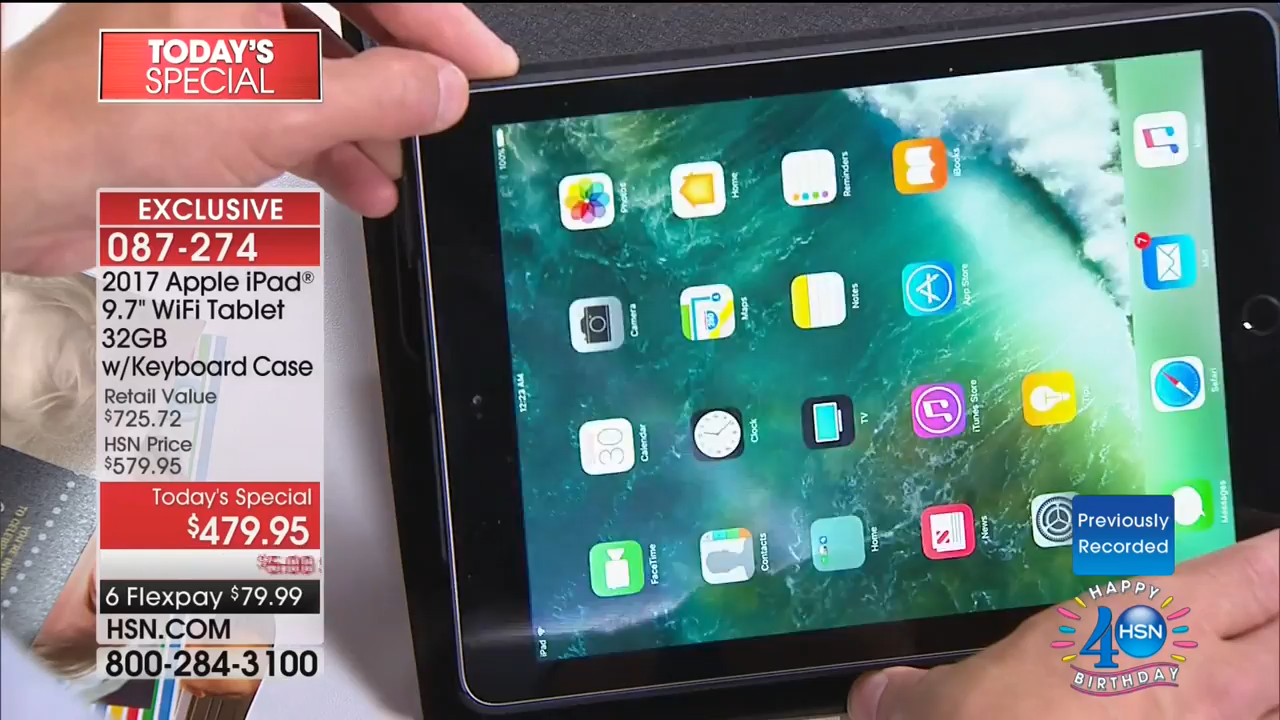 TODAY'S
SPECIAL
EXCLUSIVE
087-274
2017 Apple iPad®
9.7" WiFi Tablet
32GB
w/Keyboard Case
Retail Value
$725.72
HSN Price
$579.95
Today's Special
$479.95
6 Flexpay $79.99
HSN.COM
800-284-3100
100%
12:23 AM
iPad
Photos
Home
Reminders
iBooks
Camera
Maps
Notes
App Store
Calendar
30
Clock
TV
iTunes Store
Tips
FaceTime
Contacts
Home
News
Music
7
Mail
Safari
Messages
Previously
Recorded
HAPPY
40
HSN
BIRTHDAY